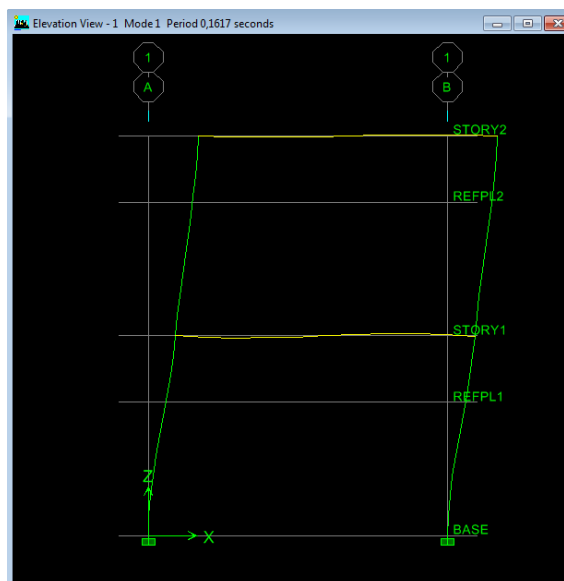 Elevation View - 1 Mode 1 Period 0,1617 seconds
1 1
A B
STORY2
REFPL2
STORY1
REFPL1
Z
X
BASE